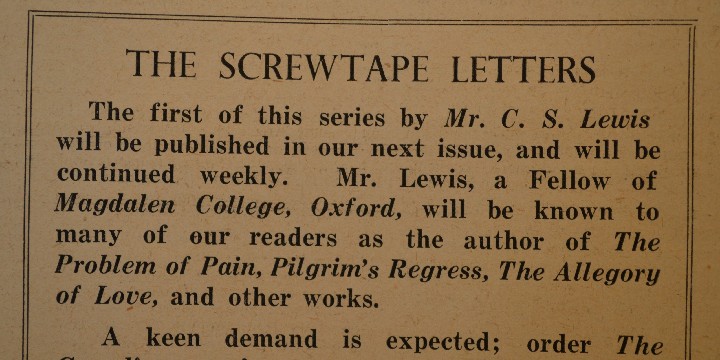 THE SCREWTAPE LETTERS
The first of this series by Mr. C. S. Lewis
will be published in our next issue, and will be
continued weekly. Mr. Lewis, a Fellow of
Magdalen College, Oxford, will be known to
many of our readers as the author of The
Problem of Pain, Pilgrim's Regress, The Allegory
of Love, and other works.
A keen demand is expected; order The